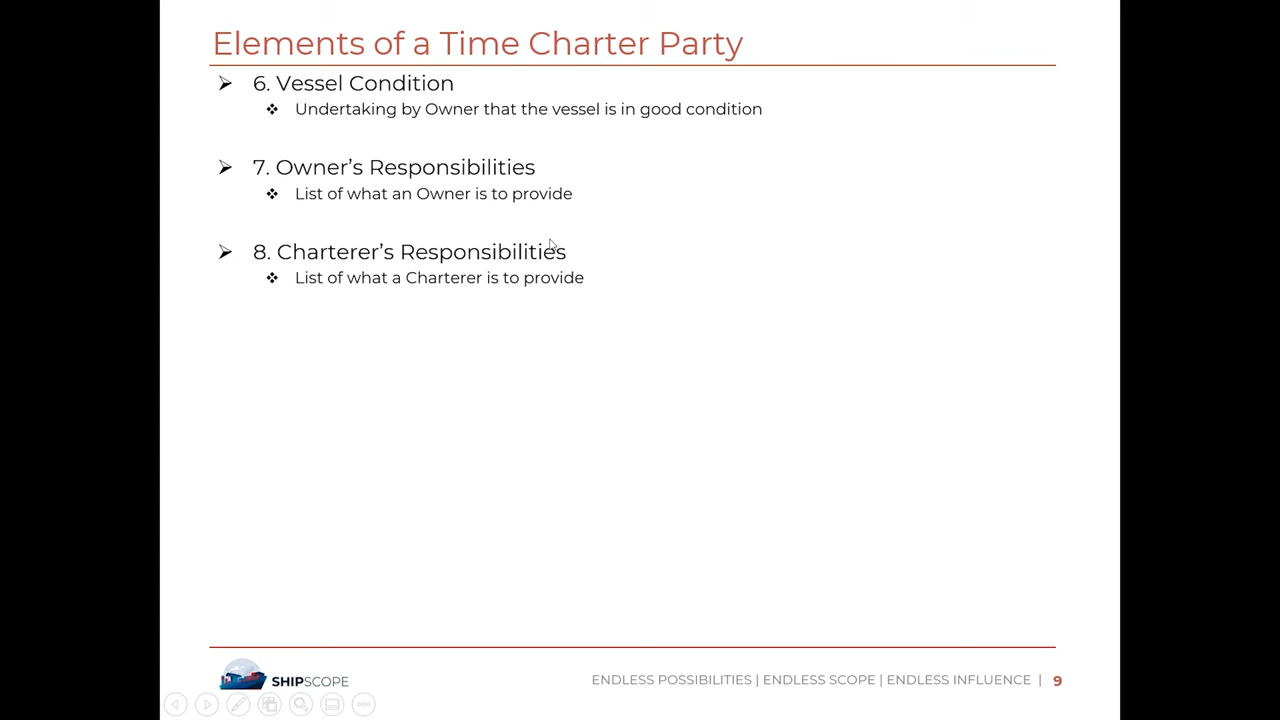 Elements of a Time Charter Party
6. Vessel Condition
Undertaking by Owner that the vessel is in good condition
7. Owner’s Responsibilities
List of what an Owner is to provide
8. Charterer’s Responsibilities
List of what a Charterer is to provide
SHIPSCOPE
ENDLESS POSSIBILITIES | ENDLESS SCOPE | ENDLESS INFLUENCE | 9